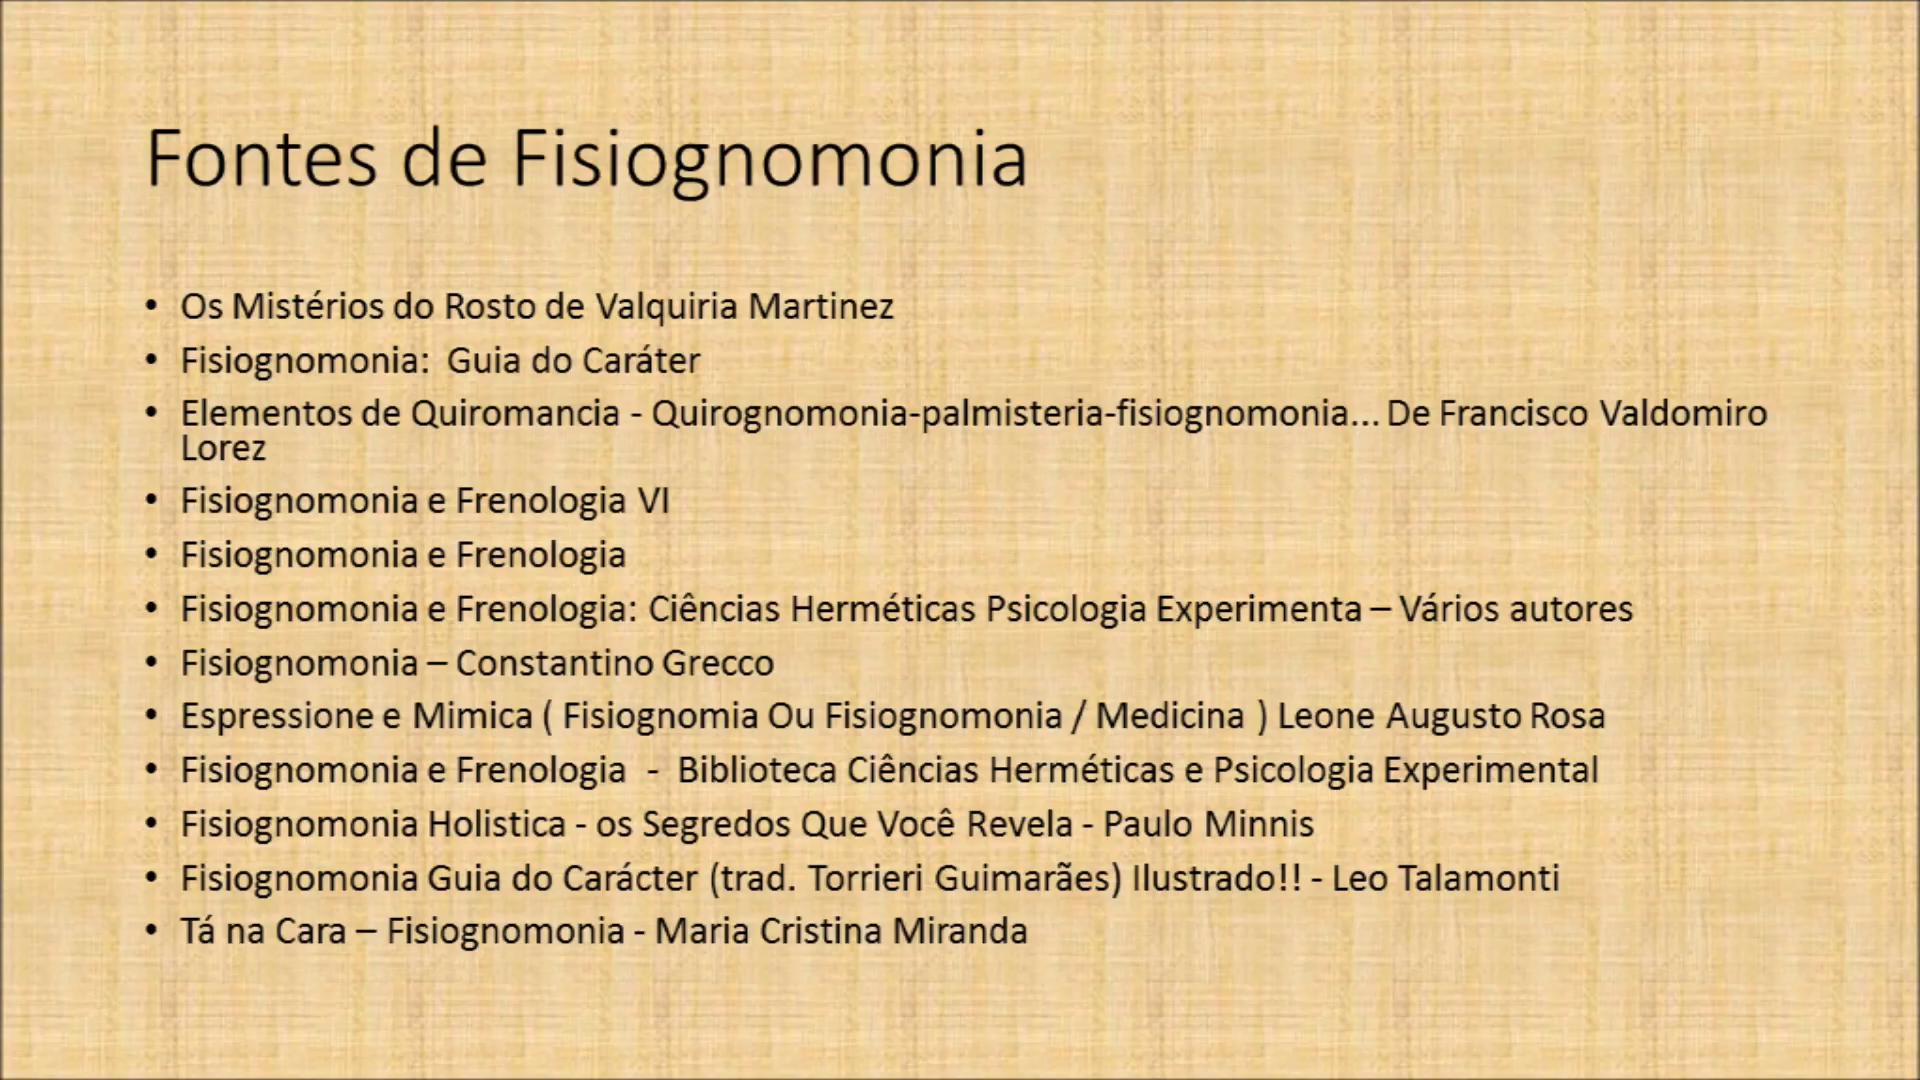 Fontes de Fisiognomonia
• Os Mistérios do Rosto de Valquiria Martinez
• Fisiognomonia:  Guia do Caráter
• Elementos de Quiromancia - Quirognomonia-palmisteria-fisiognomonia... De Francisco Valdomiro
Lorez
• Fisiognomonia e Frenologia VI
• Fisiognomonia e Frenologia
• Fisiognomonia e Frenologia: Ciências Herméticas Psicologia Experimenta – Vários autores
• Fisiognomonia – Constantino Grecco
• Espressione e Mimica ( Fisiognomia Ou Fisiognomonia / Medicina ) Leone Augusto Rosa
• Fisiognomonia e Frenologia  -  Biblioteca Ciências Herméticas e Psicologia Experimental
• Fisiognomonia Holistica - os Segredos Que Você Revela - Paulo Minnis
• Fisiognomonia Guia do Carácter (trad. Torrieri Guimarães) Ilustrado!! - Leo Talamonti
• Tá na Cara – Fisiognomonia - Maria Cristina Miranda